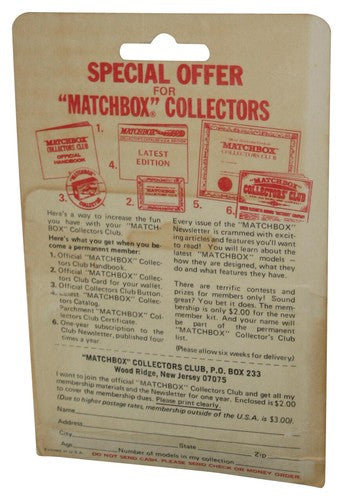 SPECIAL OFFER
FOR
"MATCHBOX" COLLECTORS
1.
MATCHBOX
COLLECTORS CLUB
OFFICIAL
HANDBOOK
4.
LATEST
EDITION
MATCHBOX
COLLECTORS CLUB
3.
2.
5.
6.
MATCHBOX
COLLECTORS' CLUB
Here's a way to increase the fun
you have with your "MATCH-
BOX" Collectors Club.
Here's what you get when you be-
come a permanent member:
1. Official "MATCHBOX" Collec-
tors Club Handbook.
2. Official "MATCHBOX" Collec-
tors Club Card for your wallet.
3. Official Collectors Club Button.
4. Latest "MATCHBOX" Collec-
tors Catalog.
Parchment "MATCHBOX" Col-
lectors Club Certificate.
6. One-year subscription to the
Club Newsletter, published four
times a year.
Every issue of the "MATCHBOX"
Newsletter is crammed with excit-
ing articles and features you'll want
to read! You will learn about the
latest "MATCHBOX" models —
how they are designed, what they
do and what features they have.
There are terrific contests and
prizes for members only! Sound
great? You bet it does. The mem-
bership is only $2.00 for the new
member kit. And your name will
be part of the permanent
"MATCHBOX" Collector's Club
list.
(Please allow six weeks for delivery)
"MATCHBOX" COLLECTORS CLUB, P.O. BOX 233
Wood Ridge, New Jersey 07075
I want to join the official "MATCHBOX" Collectors Club and get all my
membership materials and the Newsletter for one year. Enclosed is $2.00
to cover the membership dues. Please print clearly.
(Due to higher postage rates, membership outside of the U.S.A. is $3.00)
Name
Address
City State Zip
Age Number of models in my collection
Printed in U.S.A. DO NOT SEND CASH, PLEASE SEND CHECK OR MONEY ORDER